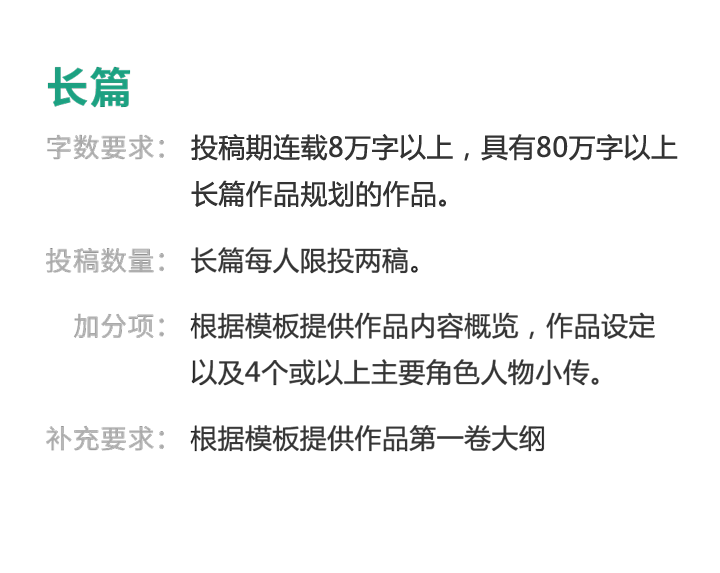 长篇
字数要求： 投稿期连载8万字以上，具有80万字以上
长篇作品规划的作品。
投稿数量： 长篇每人限投两稿。
加分项： 根据模板提供作品内容概览，作品设定
以及4个或以上主要角色人物小传。
补充要求： 根据模板提供作品第一卷大纲